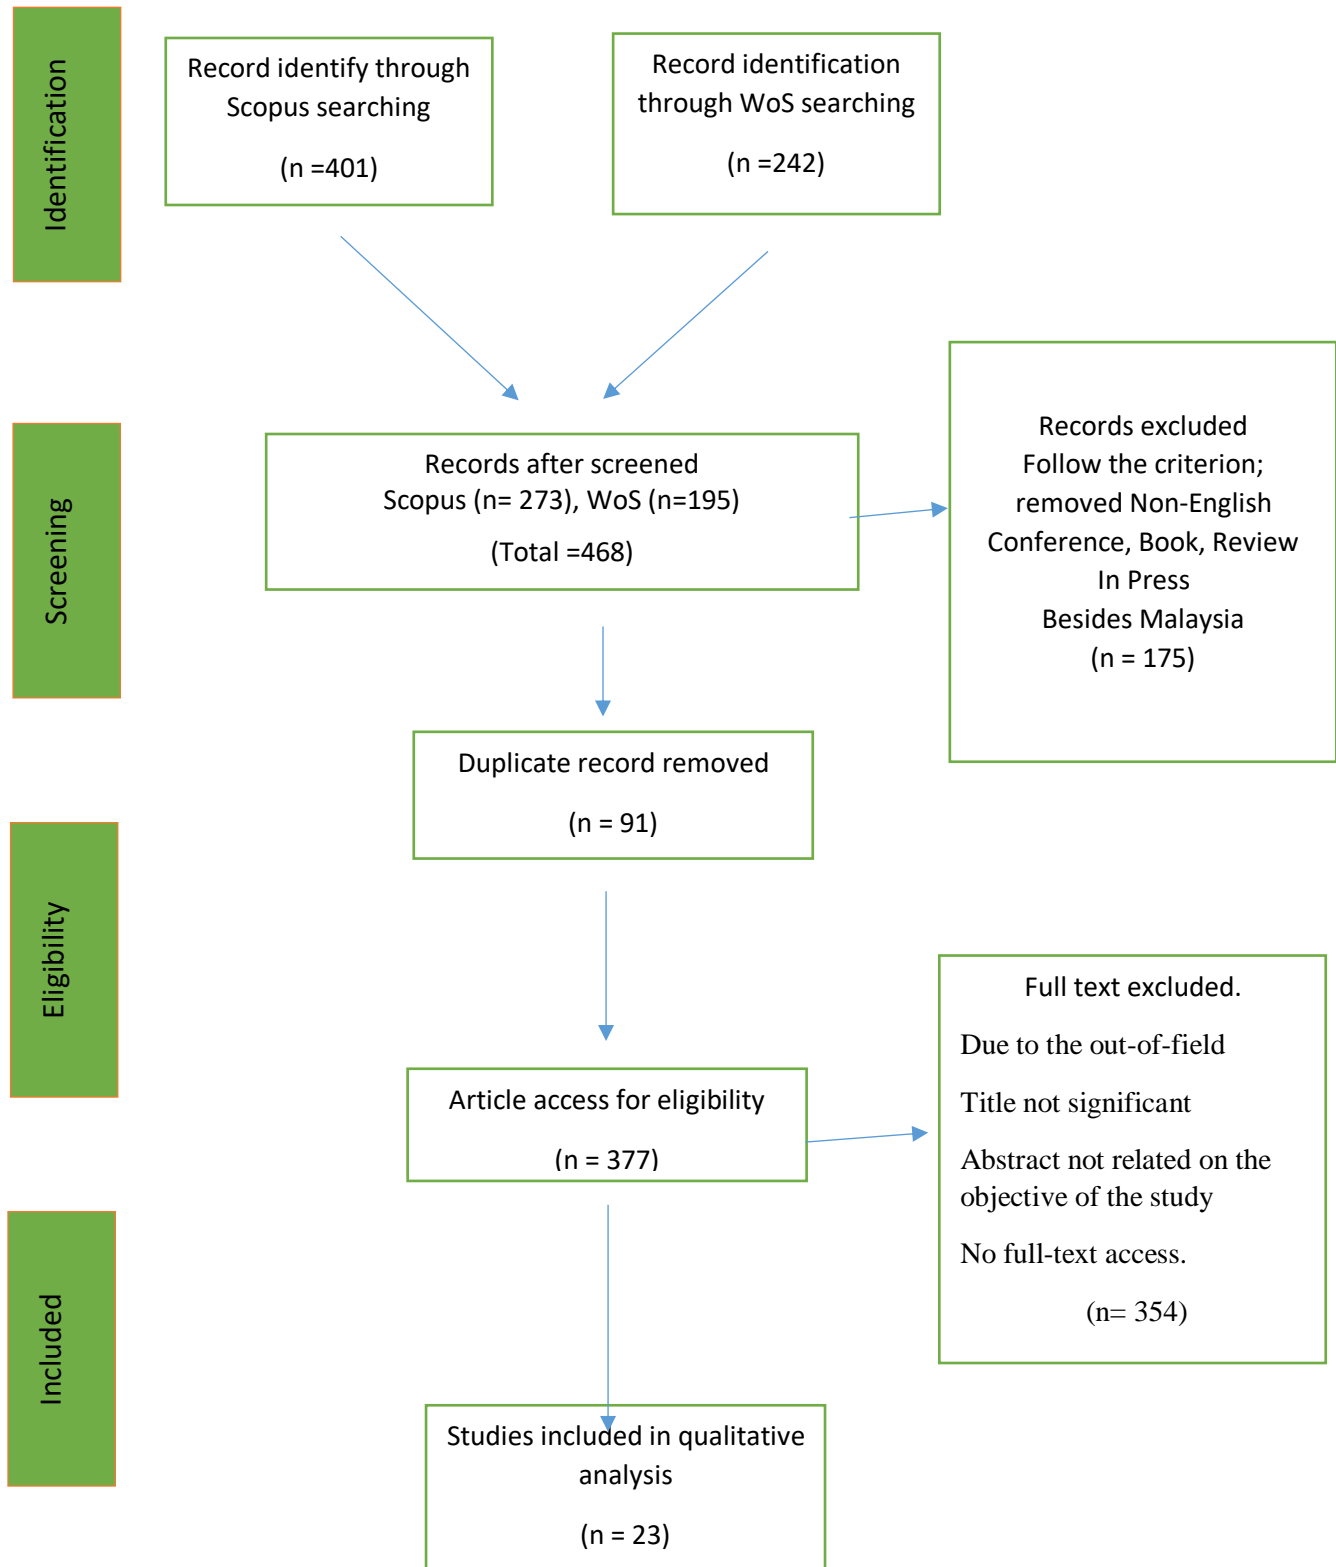 Identification
Record identify through
Scopus searching
(n =401)
Record identification
through WoS searching
(n =242)
Screening
Records after screened
Scopus (n= 273), WoS (n=195)
(Total =468)
Records excluded
Follow the criterion;
removed Non-English
Conference, Book, Review
In Press
Besides Malaysia
(n = 175)
Duplicate record removed
(n = 91)
Eligibility
Article access for eligibility
(n = 377)
Full text excluded.
Due to the out-of-field
Title not significant
Abstract not related on the
objective of the study
No full-text access.
(n= 354)
Included
Studies included in qualitative
analysis
(n = 23)